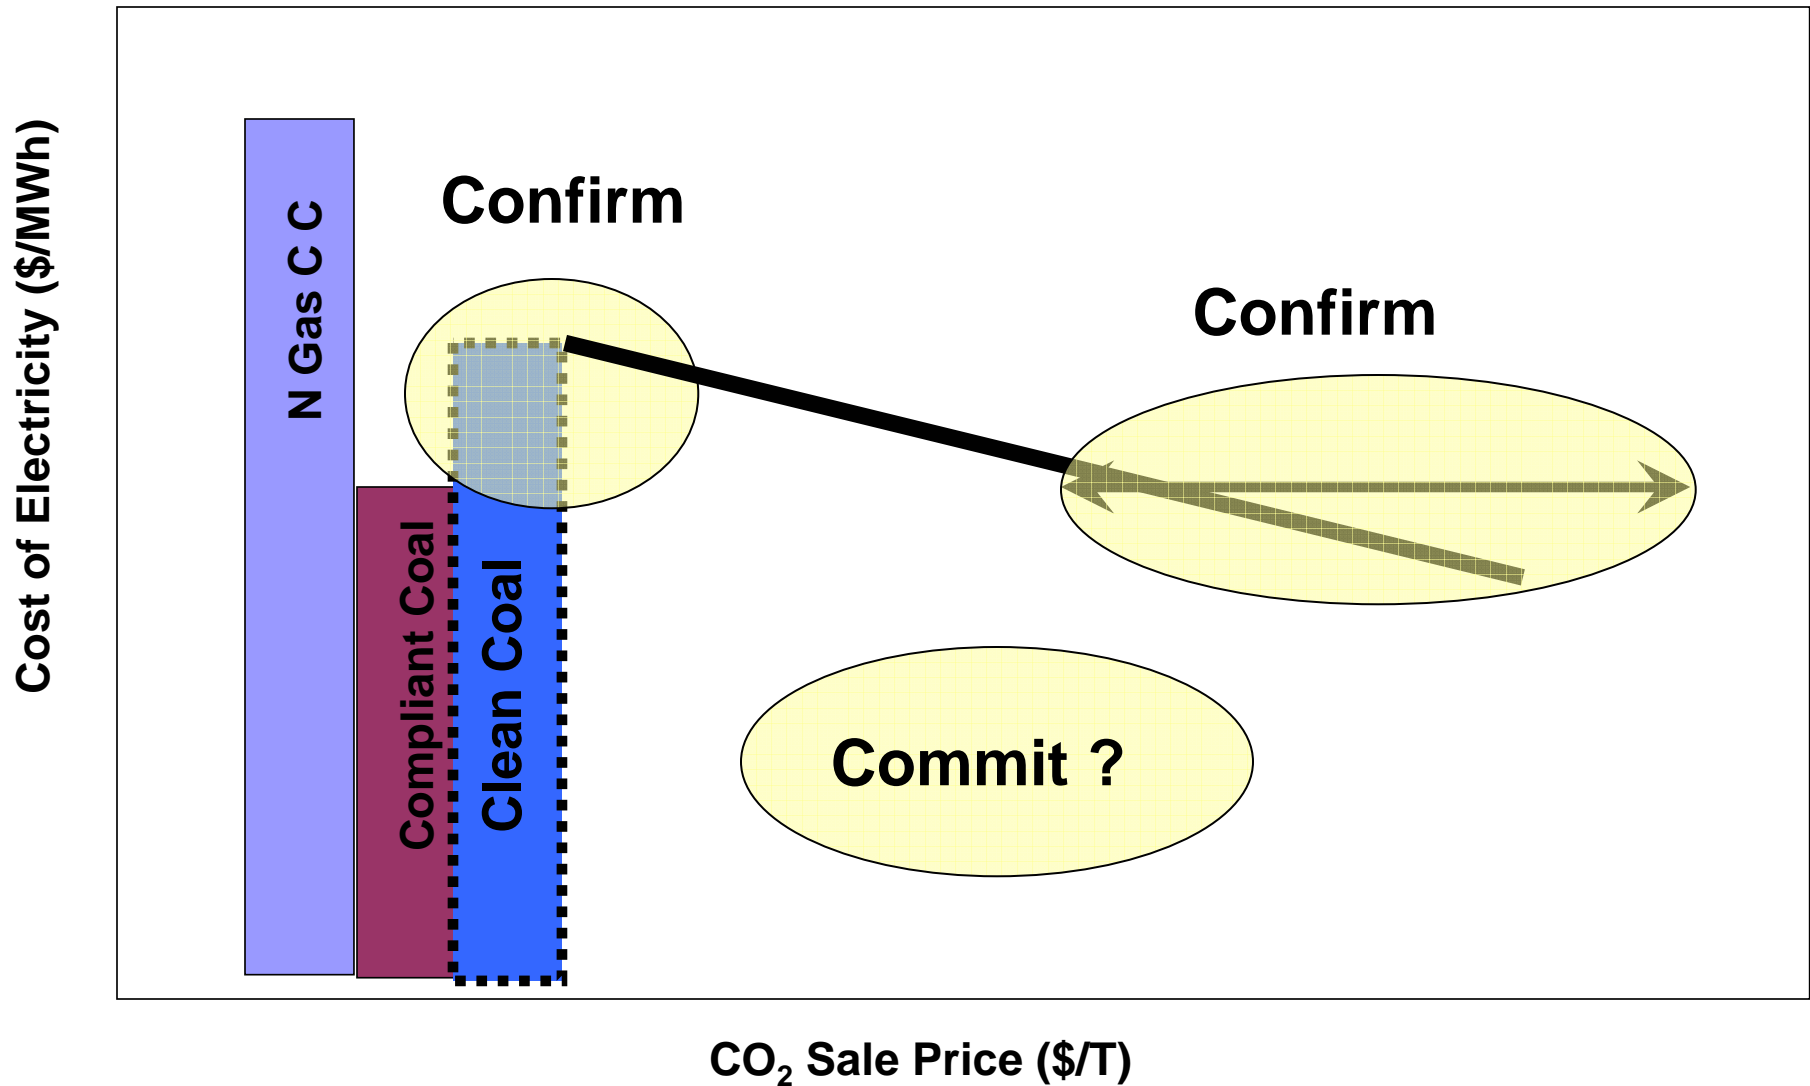 Cost of Electricity ($/MWh)
N Gas C C
Compliant Coal
Clean Coal
Confirm
Confirm
Commit ?
CO₂ Sale Price ($/T)